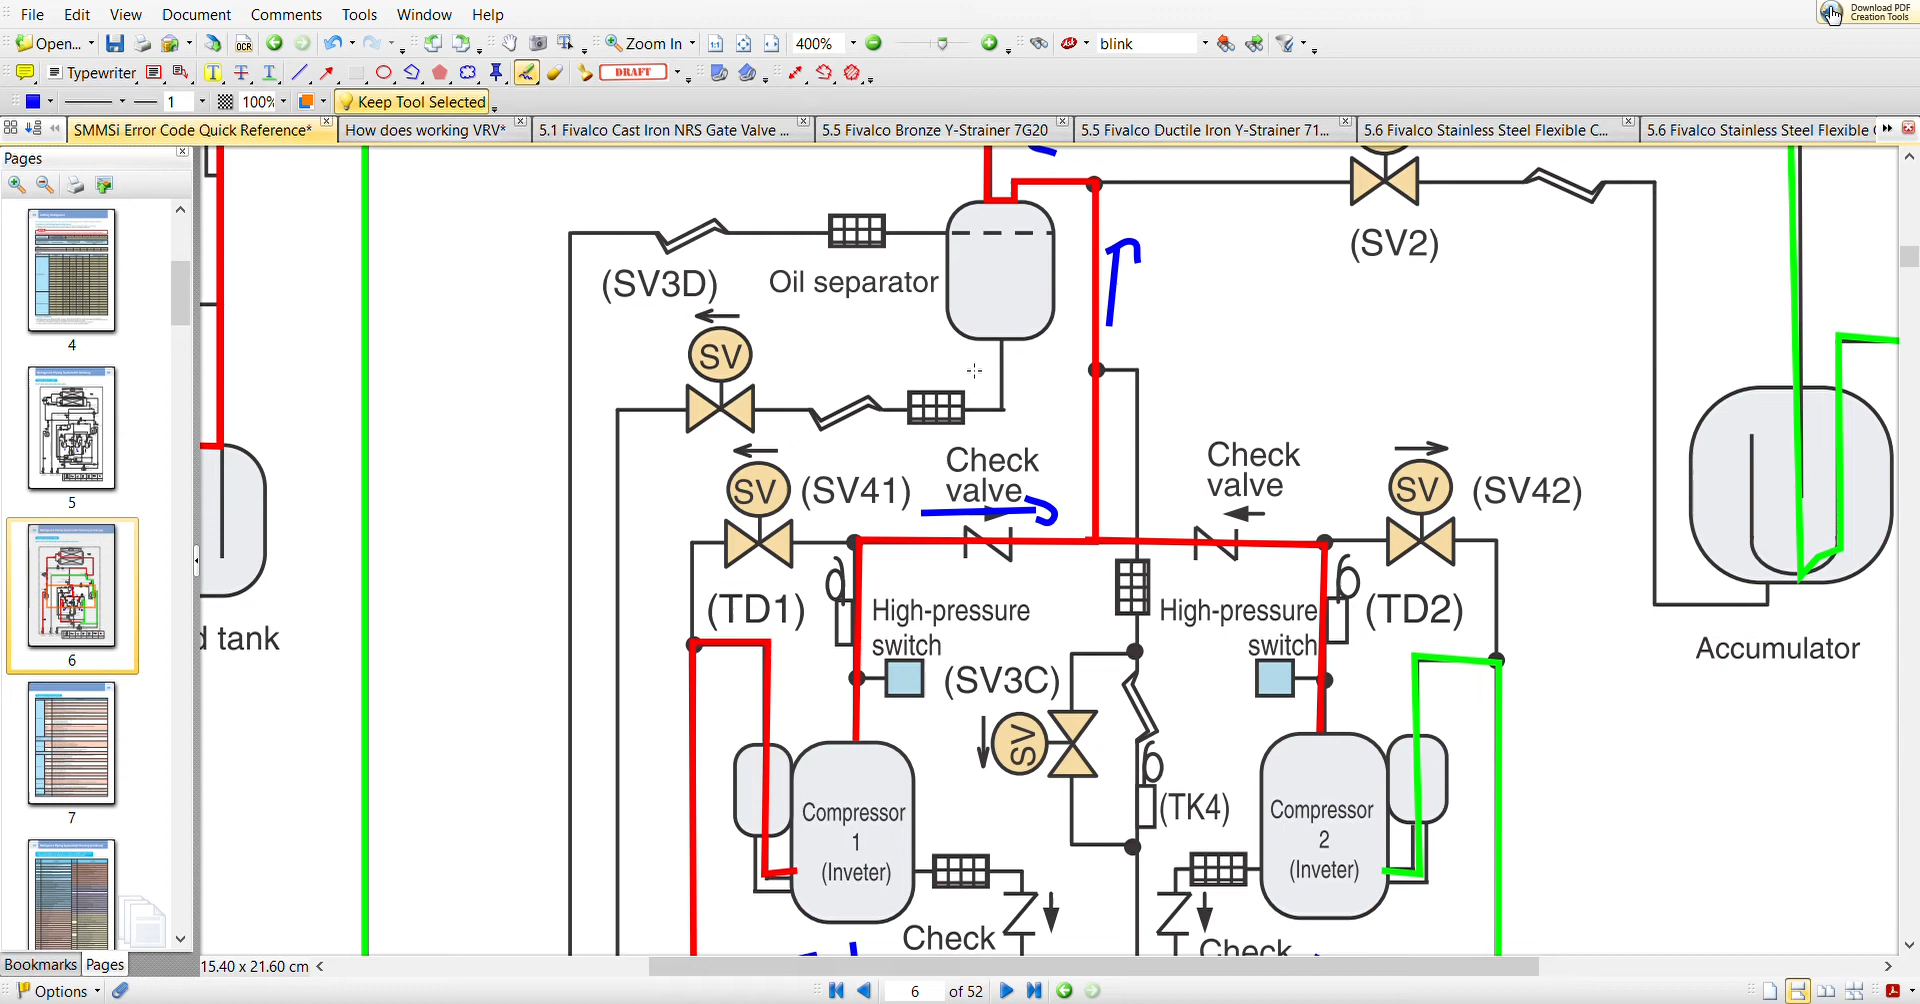 File Edit View Document Comments Tools Window Help
Download PDF
Creation Tools
Open... OCR Zoom In 400% blink
Typewriter DRAFT
1 100% Keep Tool Selected
SMMSi Error Code Quick Reference* How does working VRV* 5.1 Fivalco Cast Iron NRS Gate Valve ... 5.5 Fivalco Bronze Y-Strainer 7G20 5.5 Fivalco Ductile Iron Y-Strainer 71... 5.6 Fivalco Stainless Steel Flexible C... 5.6 Fivalco Stainless Steel Flexible
Pages
4
5
6
7
(SV2)
(SV3D)
Oil separator
SV
Check
valve
Check
valve
SV (SV41)
SV (SV42)
(TD1)
High-pressure
switch
High-pressure
switch
(TD2)
d tank
Accumulator
(SV3C)
SV
(TK4)
Compressor
1
(Inveter)
Compressor
2
(Inveter)
Check
Check
Bookmarks Pages 15.40 x 21.60 cm
Options 6 of 52